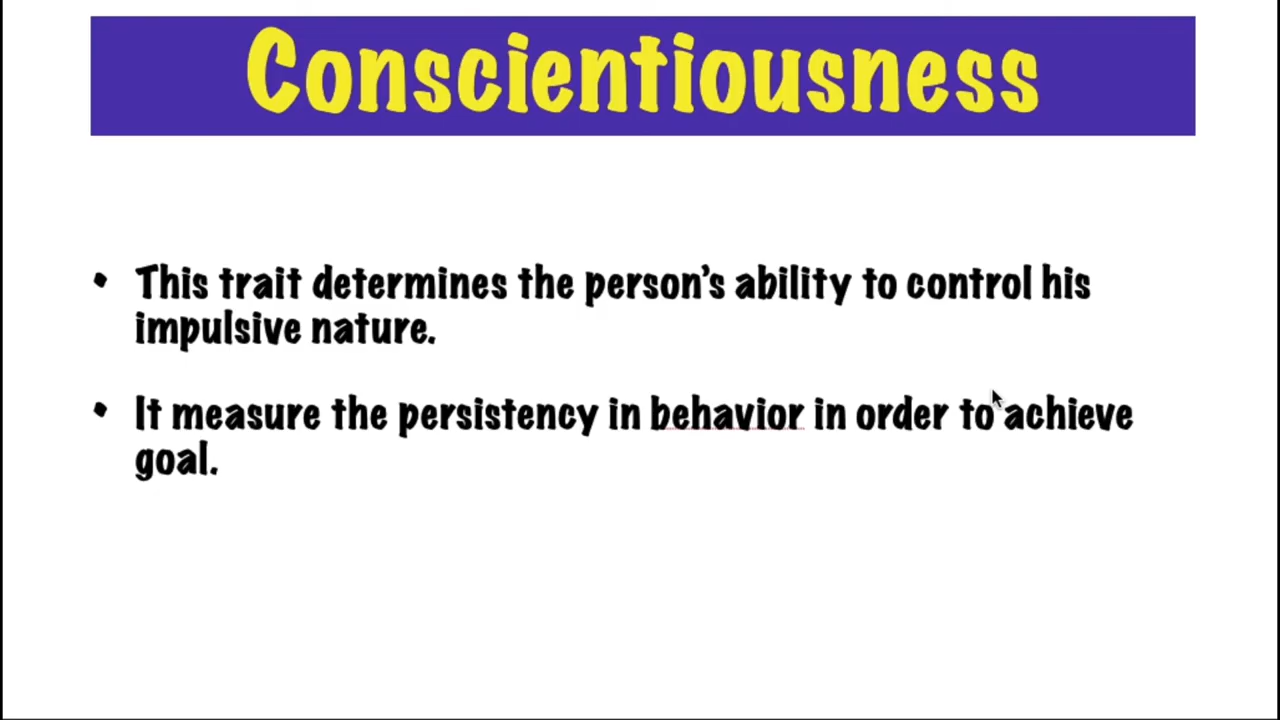 Conscientiousness
• This trait determines the person's ability to control his
impulsive nature.
• It measure the persistency in behavior in order to achieve
goal.